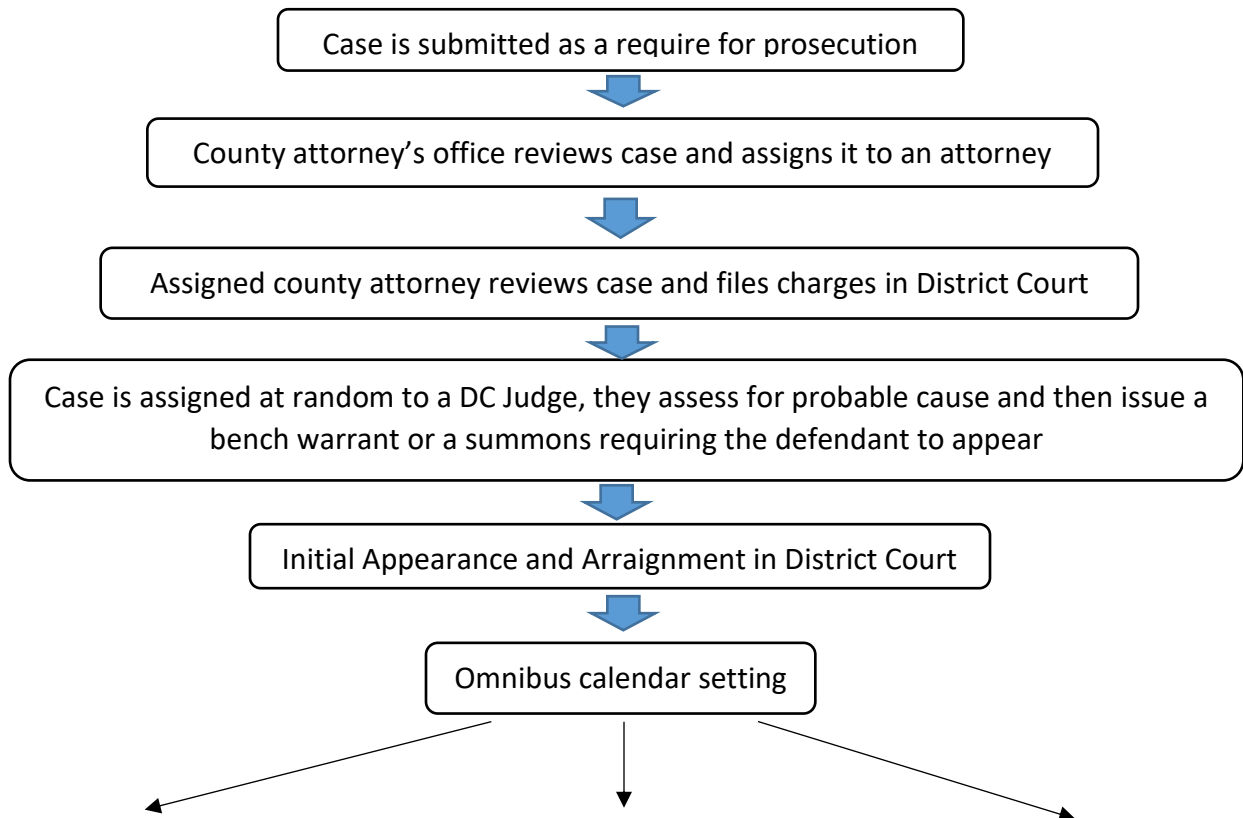 Case is submitted as a require for prosecution
County attorney’s office reviews case and assigns it to an attorney
Assigned county attorney reviews case and files charges in District Court
Case is assigned at random to a DC Judge, they assess for probable cause and then issue a
bench warrant or a summons requiring the defendant to appear
Initial Appearance and Arraignment in District Court
Omnibus calendar setting